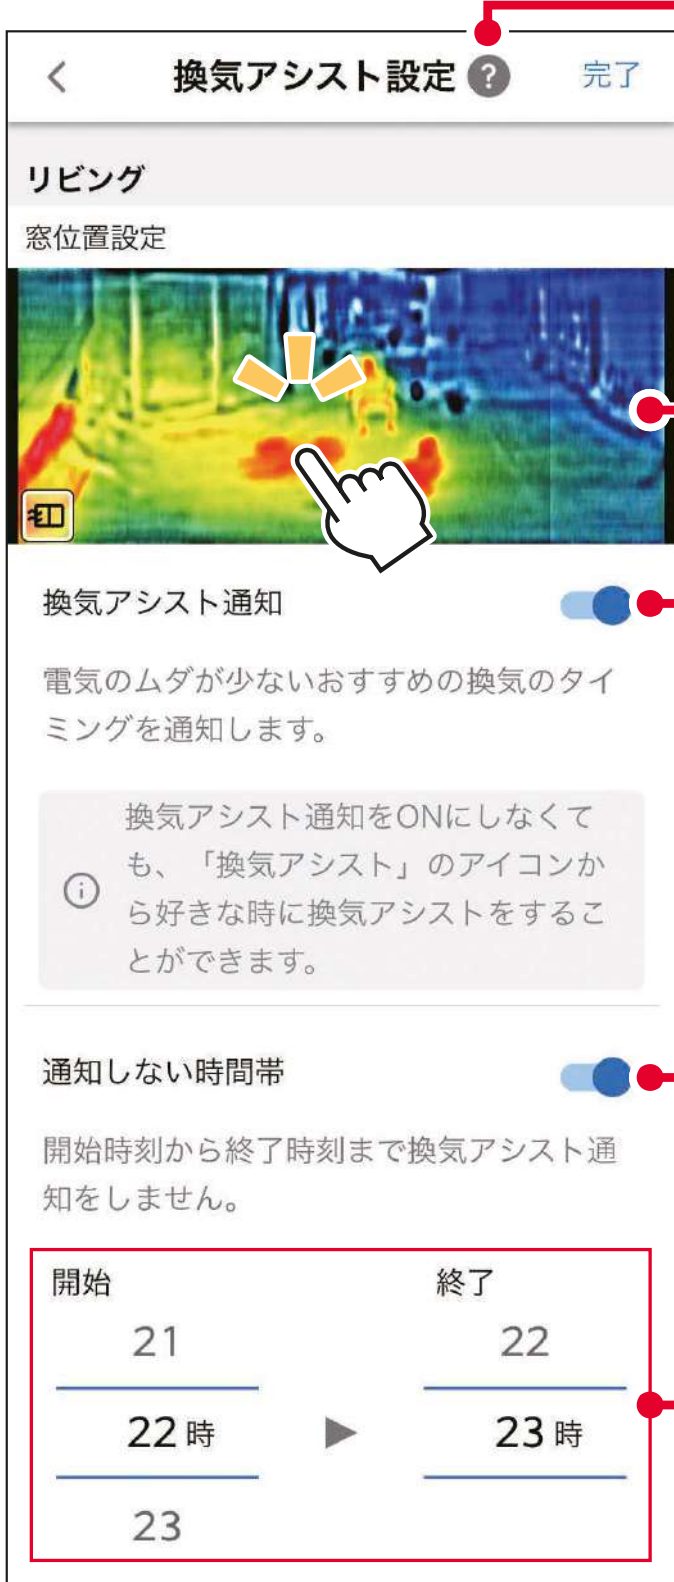 換気アシスト設定 ? 完了
リビング
窓位置設定
換気アシスト通知
電気のムダが少ないおすすめの換気のタイ
ミングを通知します。
換気アシスト通知をONにしなくて
も、「換気アシスト」のアイコンか
ら好きな時に換気アシストをするこ
とができます。
通知しない時間帯
開始時刻から終了時刻まで換気アシスト通
知をしません。
開始 終了
21 22
22時 ▶ 23時
23